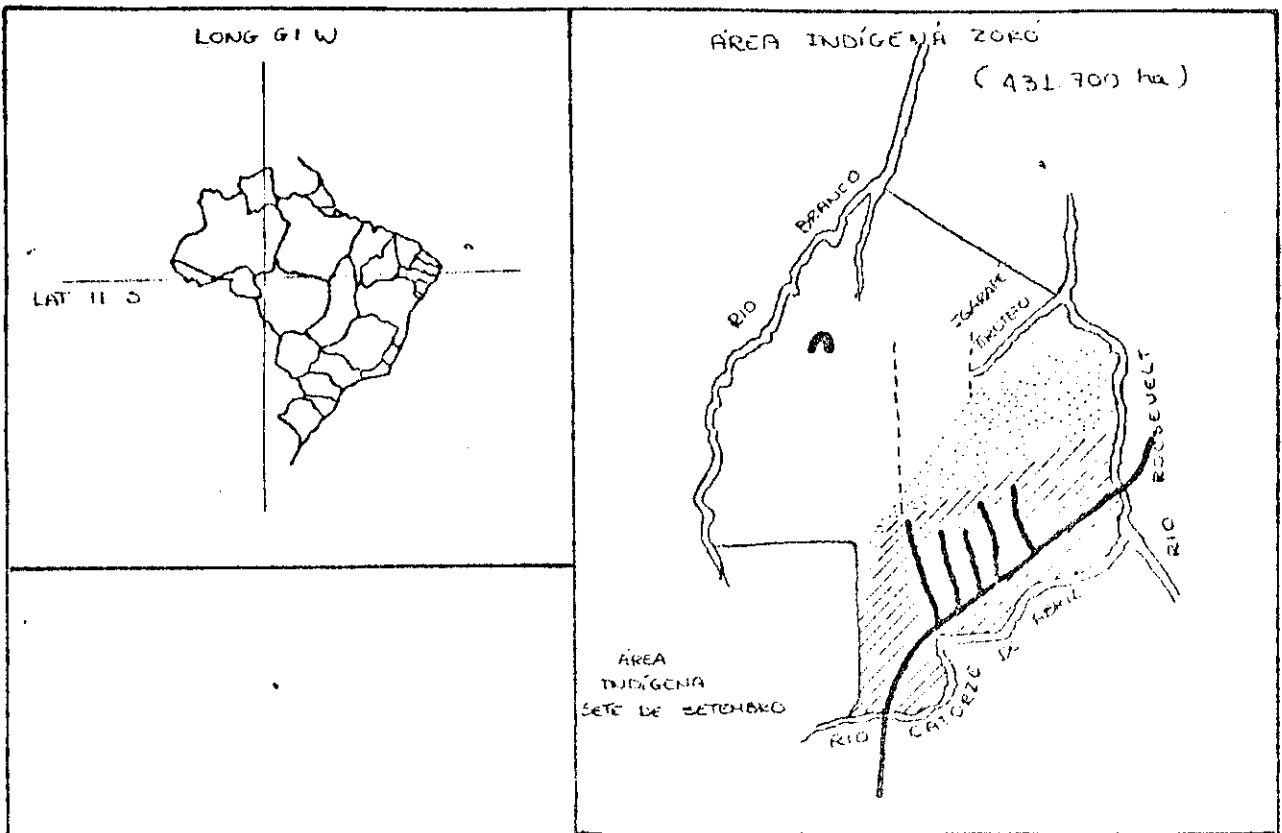 LONG 61 W
LAT 11 S
ÁREA INDÍGENA ZORÓ
(431.700 ha)
RIO BRANCO
IGARAPÉ
TIROTEIO
RIO ROOSEVELT
ÁREA
INDÍGENA
SETE DE SETEMBRO
RIO CATORZE DE ABRIL